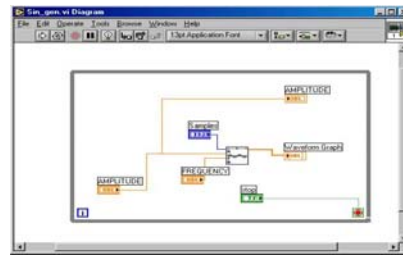 Sin_gen.vi Diagram
File Edit Operate Tools Browse Window Help
13pt Application Font
AMPLITUDE
Samples
Waveform Graph
AMPLITUDE
FREQUENCY
stop
i